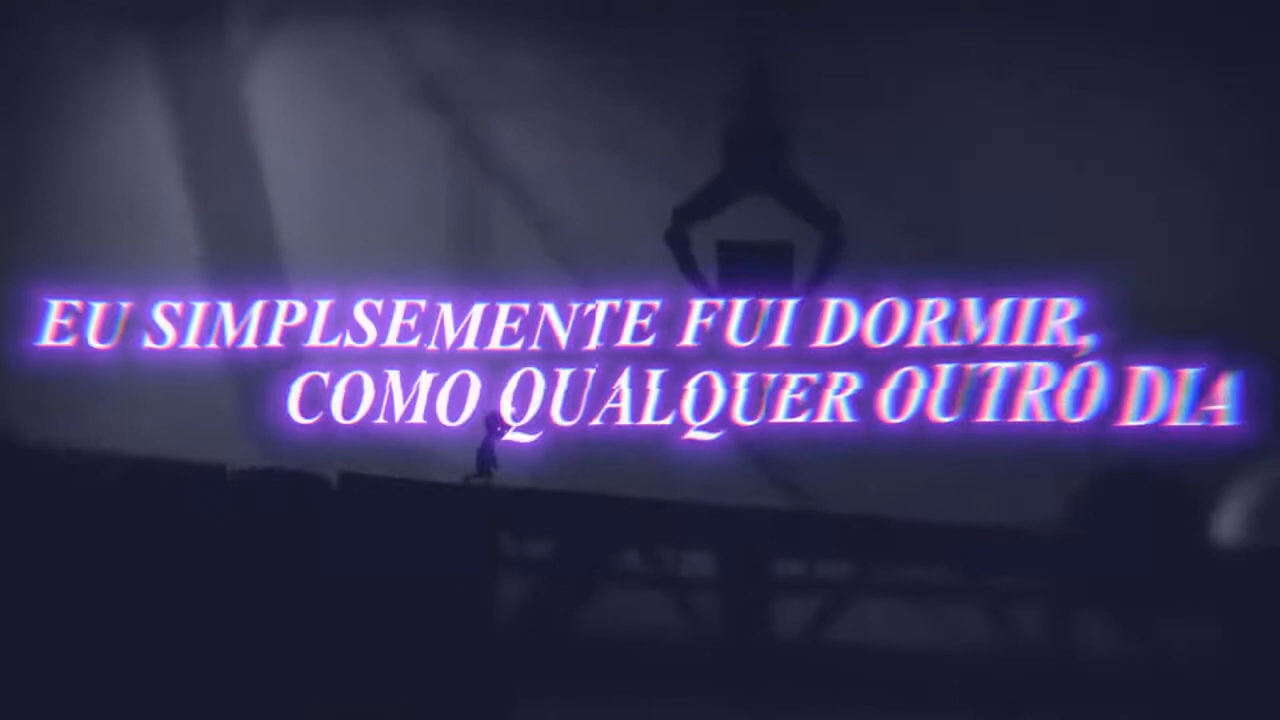 EU SIMPLSEMENTE FUI DORMIR,
COMO QUALQUER OUTRO DIA